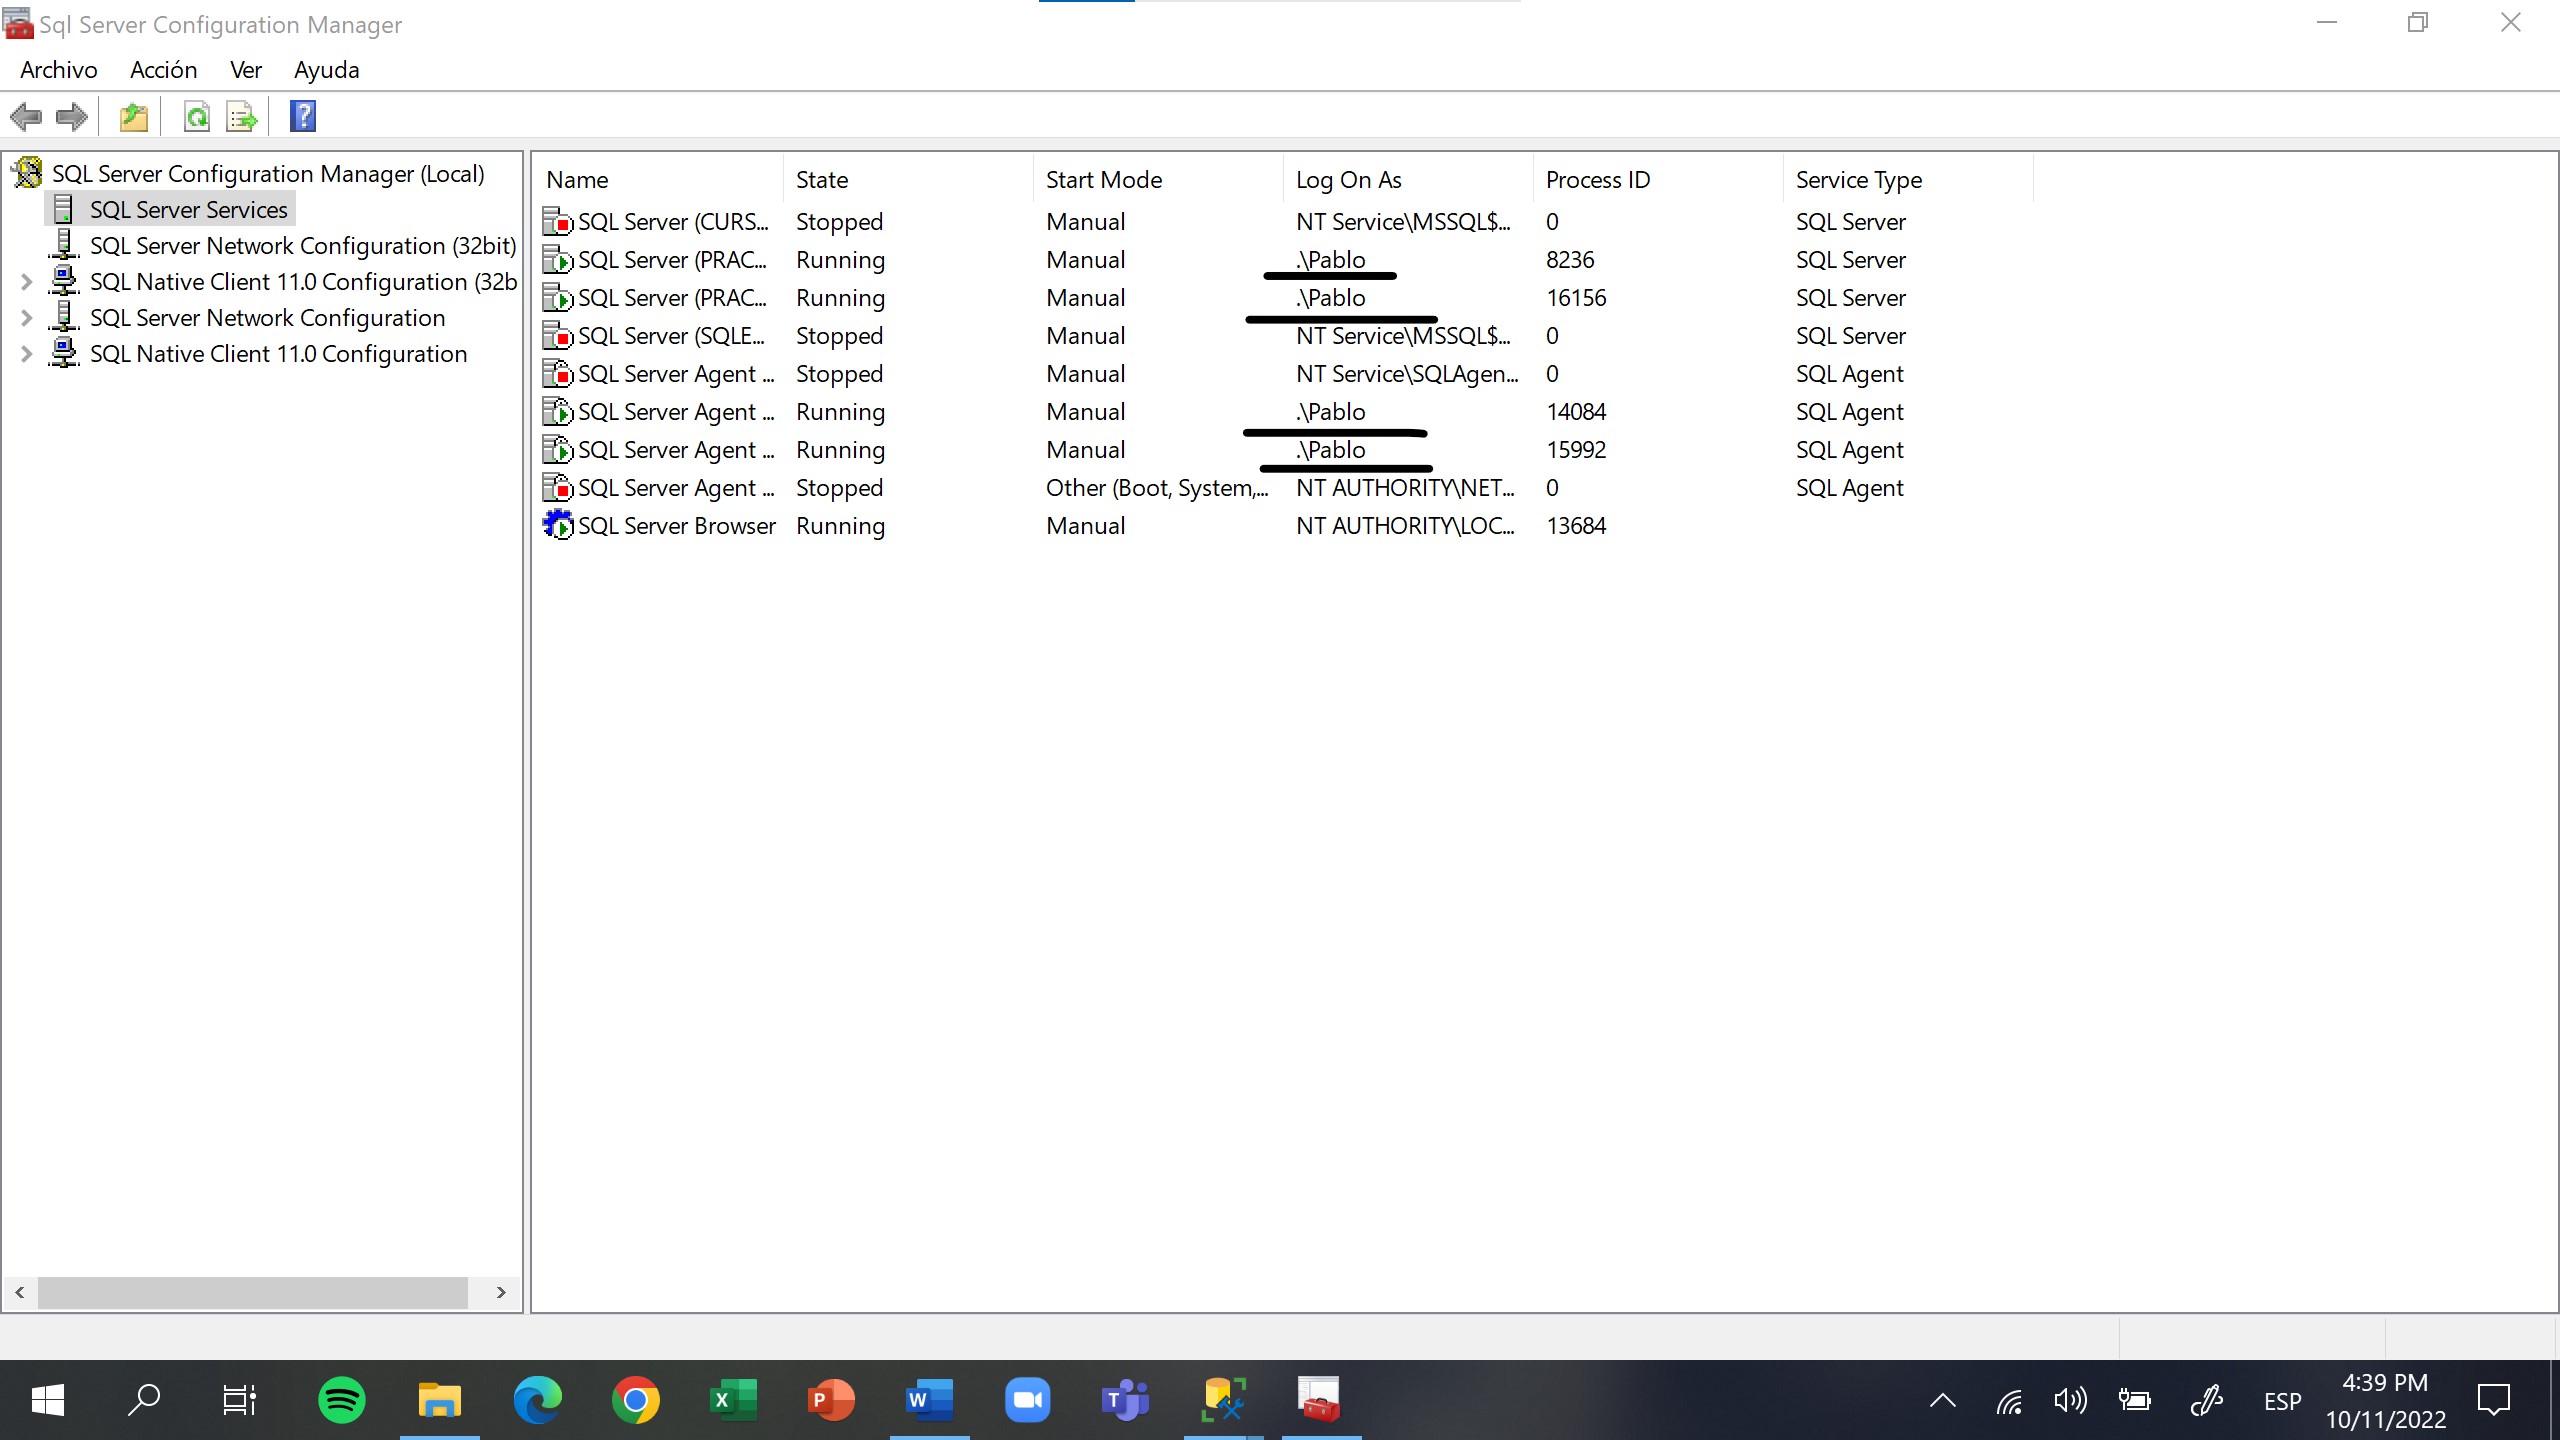 Sql Server Configuration Manager
Archivo Acción Ver Ayuda
SQL Server Configuration Manager (Local)
SQL Server Services
SQL Server Network Configuration (32bit)
SQL Native Client 11.0 Configuration (32b
SQL Server Network Configuration
SQL Native Client 11.0 Configuration
Name State Start Mode Log On As Process ID Service Type
SQL Server (CURS... Stopped Manual NT Service\MSSQL$... 0 SQL Server
SQL Server (PRAC... Running Manual .\Pablo 8236 SQL Server
SQL Server (PRAC... Running Manual .\Pablo 16156 SQL Server
SQL Server (SQLE... Stopped Manual NT Service\MSSQL$... 0 SQL Server
SQL Server Agent ... Stopped Manual NT Service\SQLAgen... 0 SQL Agent
SQL Server Agent ... Running Manual .\Pablo 14084 SQL Agent
SQL Server Agent ... Running Manual .\Pablo 15992 SQL Agent
SQL Server Agent ... Stopped Other (Boot, System,... NT AUTHORITY\NET... 0 SQL Agent
SQL Server Browser Running Manual NT AUTHORITY\LOC... 13684
ESP
4:39 PM
10/11/2022